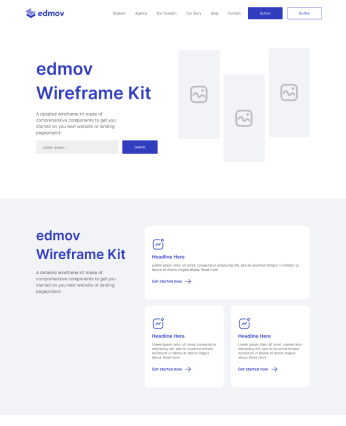 edmov
Student Agency Our Solution Our Story Blog Contact Button Button
edmov
Wireframe Kit
A detailed wireframe kit made of
comprehensive components to get you
started on you next website or landing
pageproject.
Lorem ipsum... Search
edmov
Wireframe Kit
A detailed wireframe kit made of
comprehensive components to get you
started on you next website or landing
pageproject.
Headline Here
Lorem ipsum dolor sit amet, consectetur adipiscing elit, sed do eiusmod tempor incididunt ut
labore et dolore magna aliqua. Read more
Get started now
Headline Here
Lorem ipsum dolor sit amet, consectetur
adipiscing elit, sed do eiusmod tempor
incididunt ut labore et dolore magna
aliqua. Read more
Get started now
Headline Here
Lorem ipsum dolor sit amet, consectetur
adipiscing elit, sed do eiusmod tempor
incididunt ut labore et dolore magna
aliqua. Read more
Get started now